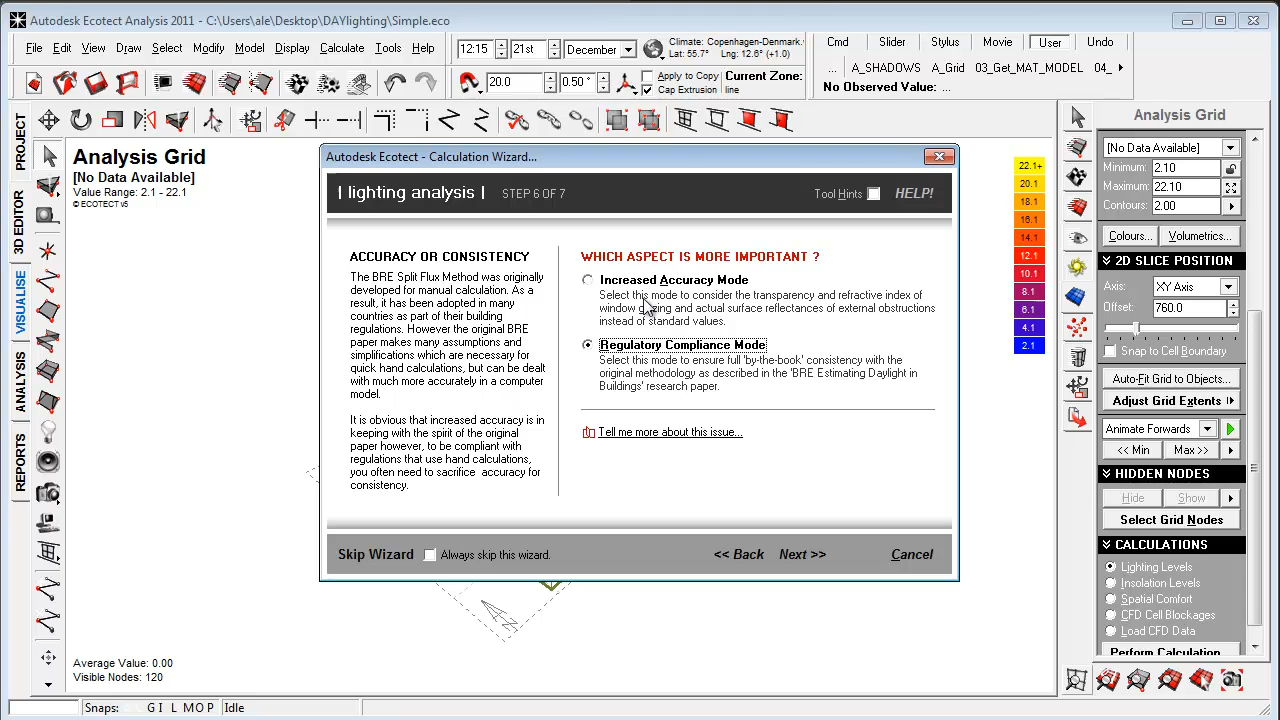 Autodesk Ecotect Analysis 2011 - C:\Users\ale\Desktop\DAYlighting\Simple.eco
File Edit View Draw Select Modify Model Display Calculate Tools Help
12:15 21st December
Climate: Copenhagen-Denmark.
Lat: 55.7° Lng: 12.6° (+1.0)
Cmd Slider Stylus Movie User Undo
A_SHADOWS A_Grid 03_Get_MAT_MODEL 04_
No Observed Value: ...
20.0 0.50 °
Apply to Copy
Cap Extrusion
Current Zone:
line
PROJECT
3D EDITOR
VISUALISE
ANALYSIS
REPORTS
Analysis Grid
[No Data Available]
Value Range: 2.1 - 22.1
© ECOTECT V5
Autodesk Ecotect - Calculation Wizard...
| lighting analysis | STEP 6 OF 7
Tool Hints HELP!
ACCURACY OR CONSISTENCY
The BRE Split Flux Method was originally
developed for manual calculation. As a
result, it has been adopted in many
countries as part of their building
regulations. However the original BRE
paper makes many assumptions and
simplifications which are necessary for
quick hand calculations, but can be dealt
with much more accurately in a computer
model.
It is obvious that increased accuracy is in
keeping with the spirit of the original
paper however, to be compliant with
regulations that use hand calculations,
you often need to sacrifice accuracy for
consistency.
WHICH ASPECT IS MORE IMPORTANT ?
Increased Accuracy Mode
Select this mode to consider the transparency and refractive index of
window glazing and actual surface reflectances of external obstructions
instead of standard values.
Regulatory Compliance Mode
Select this mode to ensure full 'by-the-book' consistency with the
original methodology as described in the 'BRE Estimating Daylight in
Buildings' research paper.
Tell me more about this issue...
Skip Wizard Always skip this wizard.
<< Back Next >> Cancel
22.1+
20.1
18.1
16.1
14.1
12.1
10.1
8.1
6.1
4.1
2.1
Analysis Grid
[No Data Available]
Minimum: 2.10
Maximum: 22.10
Contours: 2.00
Colours... Volumetrics...
2D SLICE POSITION
Axis: XY Axis
Offset: 760.0
Snap to Cell Boundary
Auto-Fit Grid to Objects...
Adjust Grid Extents
Animate Forwards
<< Min Max >>
HIDDEN NODES
Hide Show
Select Grid Nodes
CALCULATIONS
Lighting Levels
Insolation Levels
Spatial Comfort
CFD Cell Blockages
Load CFD Data
Perform Calculation
N
Average Value: 0.00
Visible Nodes: 120
Snaps: G I L M O P Idle